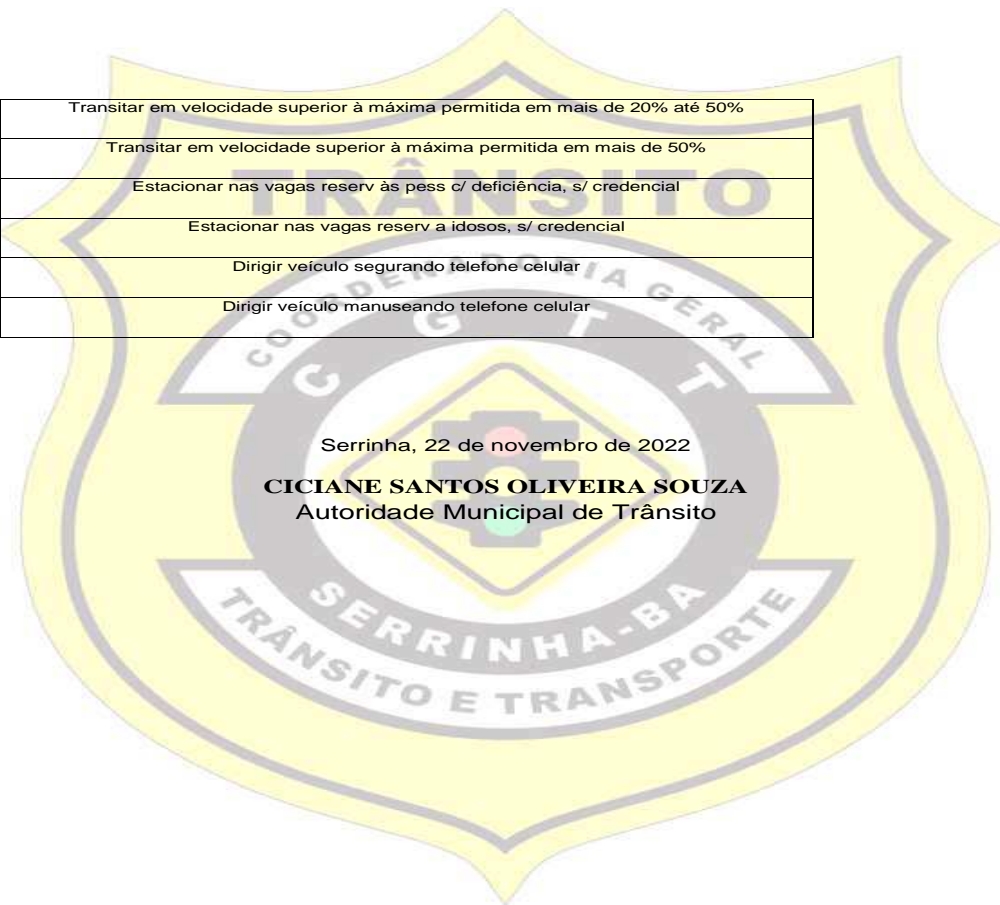 Transitar em velocidade superior à máxima permitida em mais de 20% até 50%
Transitar em velocidade superior à máxima permitida em mais de 50%
TRÂNSITO
Estacionar nas vagas reserv às pess c/ deficiência, s/ credencial
Estacionar nas vagas reserv a idosos, s/ credencial
Dirigir veículo segurando telefone celular
COORDENADORIA GERAL
Dirigir veículo manuseando telefone celular
C G T T
Serrinha, 22 de novembro de 2022
CICIANE SANTOS OLIVEIRA SOUZA
Autoridade Municipal de Trânsito
SERRINHA-BA
TRÂNSITO E TRANSPORTE